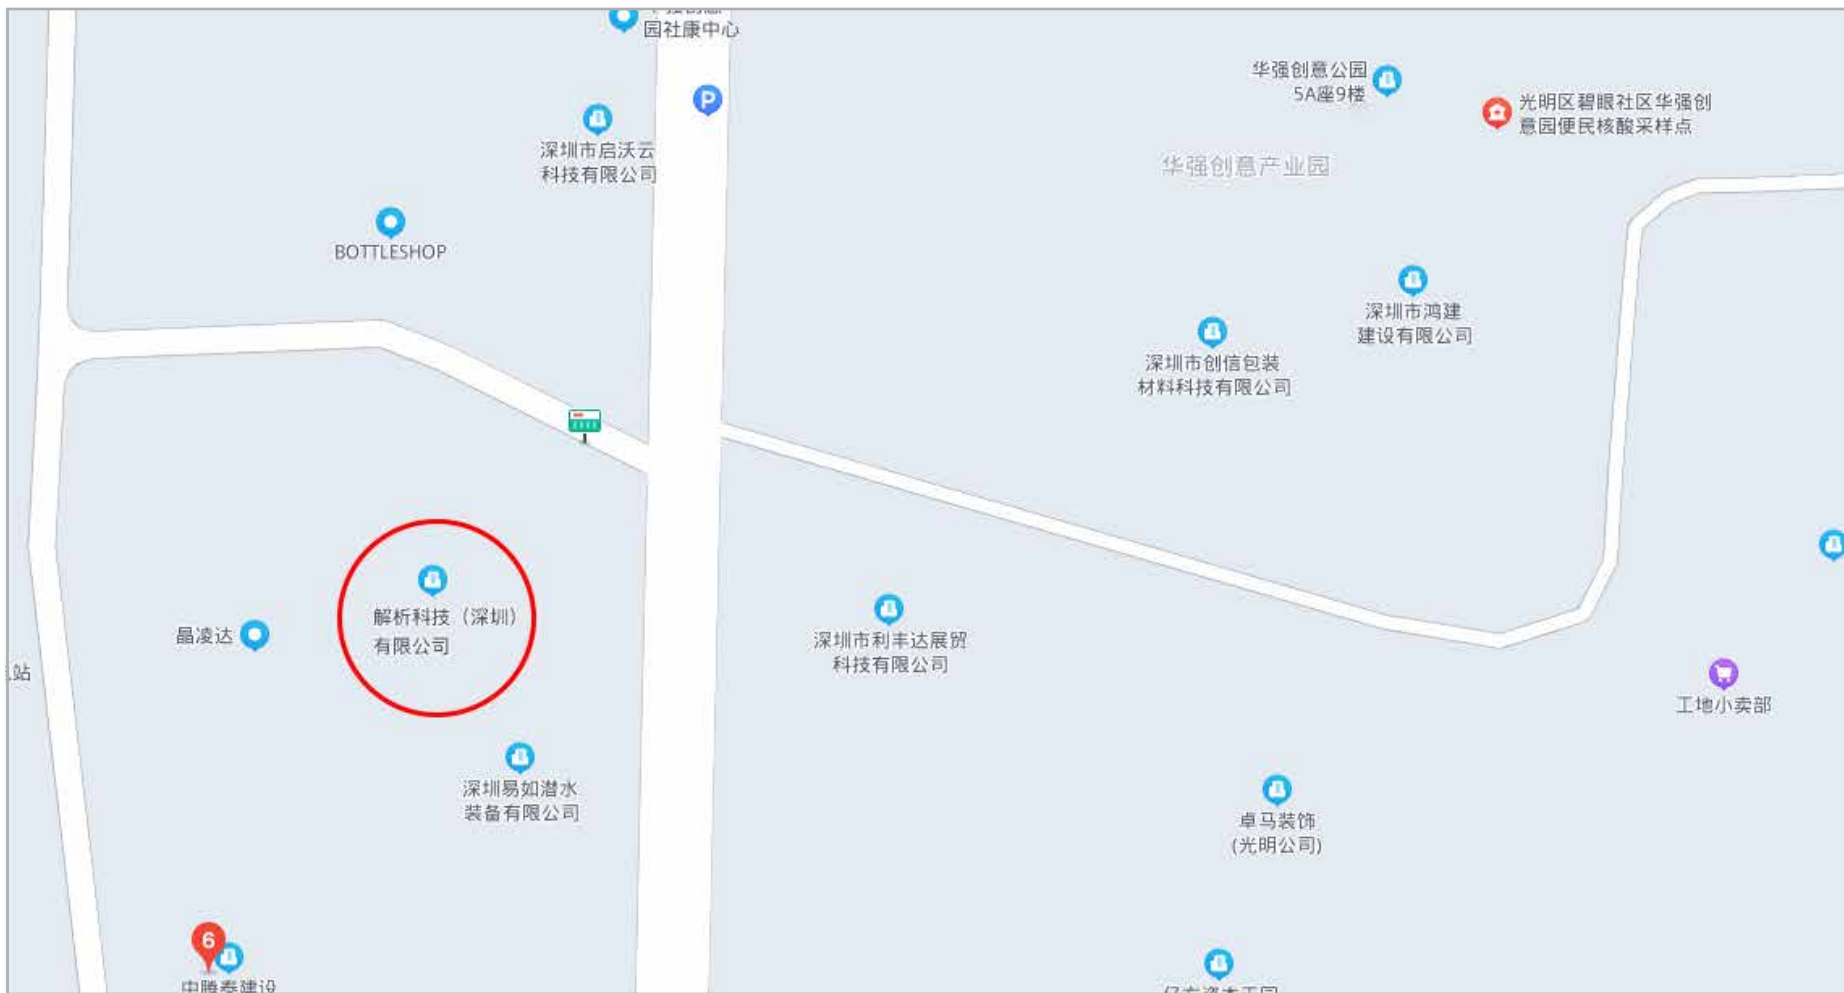 园社康中心
P
华强创意公园
5A座9楼
光明区碧眼社区华强创
意园便民核酸采样点
深圳市启沃云
科技有限公司
华强创意产业园
BOTTLESHOP
深圳市鸿建
建设有限公司
深圳市创信包装
材料科技有限公司
解析科技（深圳）
有限公司
晶凌达
站
深圳市利丰达展贸
科技有限公司
工地小卖部
深圳易如潜水
装备有限公司
卓马装饰
(光明公司)
6
中腾泰建设